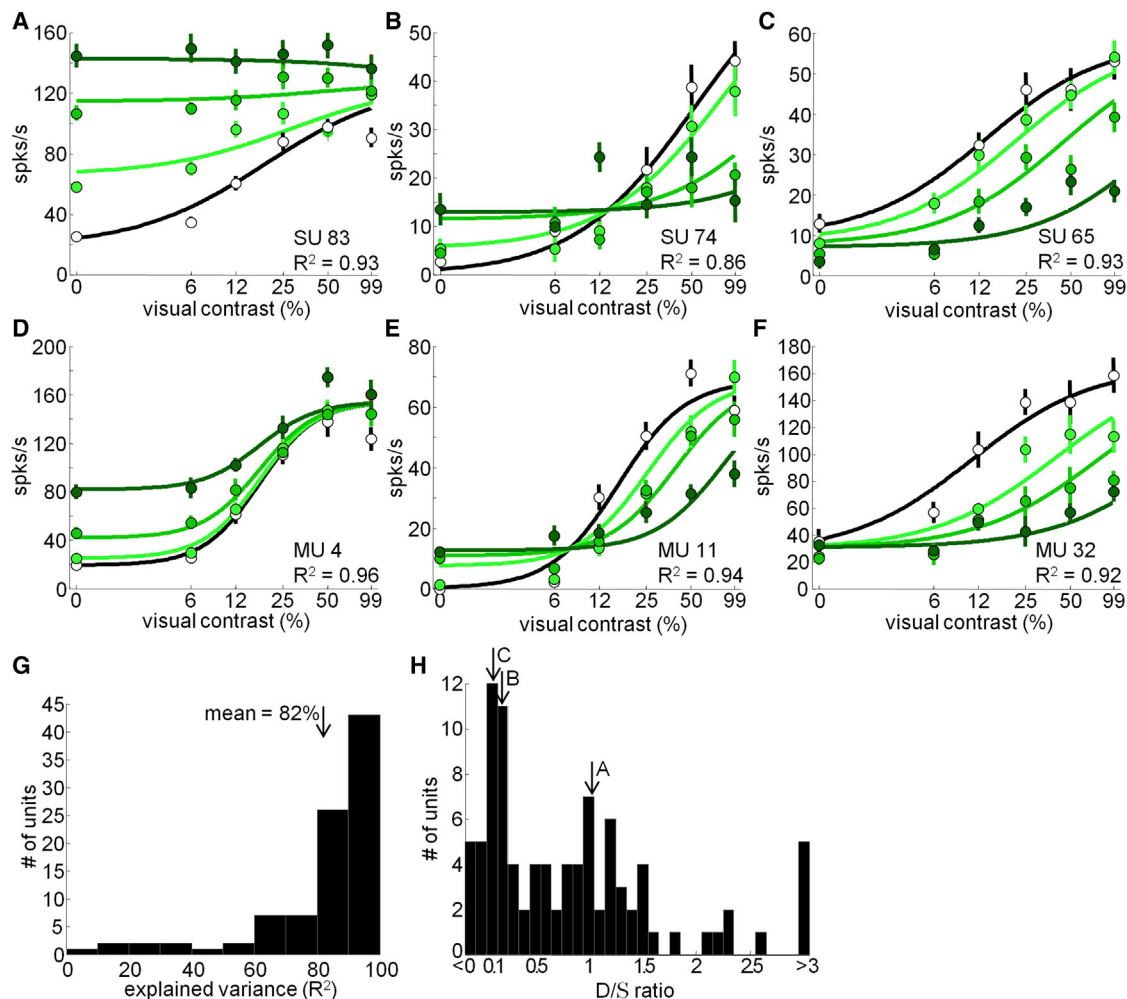 A
B
C
160
120
80
40
0
spks/s
SU 83
R² = 0.93
0 6 12 25 50 99
visual contrast (%)
50
40
30
20
10
0
spks/s
SU 74
R² = 0.86
0 6 12 25 50 99
visual contrast (%)
60
50
40
30
20
10
0
spks/s
SU 65
R² = 0.93
0 6 12 25 50 99
visual contrast (%)
D
E
F
200
160
120
80
40
0
spks/s
MU 4
R² = 0.96
0 6 12 25 50 99
visual contrast (%)
80
60
40
20
0
spks/s
MU 11
R² = 0.94
0 6 12 25 50 99
visual contrast (%)
180
160
140
120
100
80
60
40
20
0
spks/s
MU 32
R² = 0.92
0 6 12 25 50 99
visual contrast (%)
G
45
40
35
30
25
20
15
10
5
0
# of units
mean = 82%
0 20 40 60 80 100
explained variance (R²)
H
12
10
8
6
4
2
0
# of units
C
B
A
<0 0.1 0.5 1 1.5 2 2.5 >3
D/S ratio